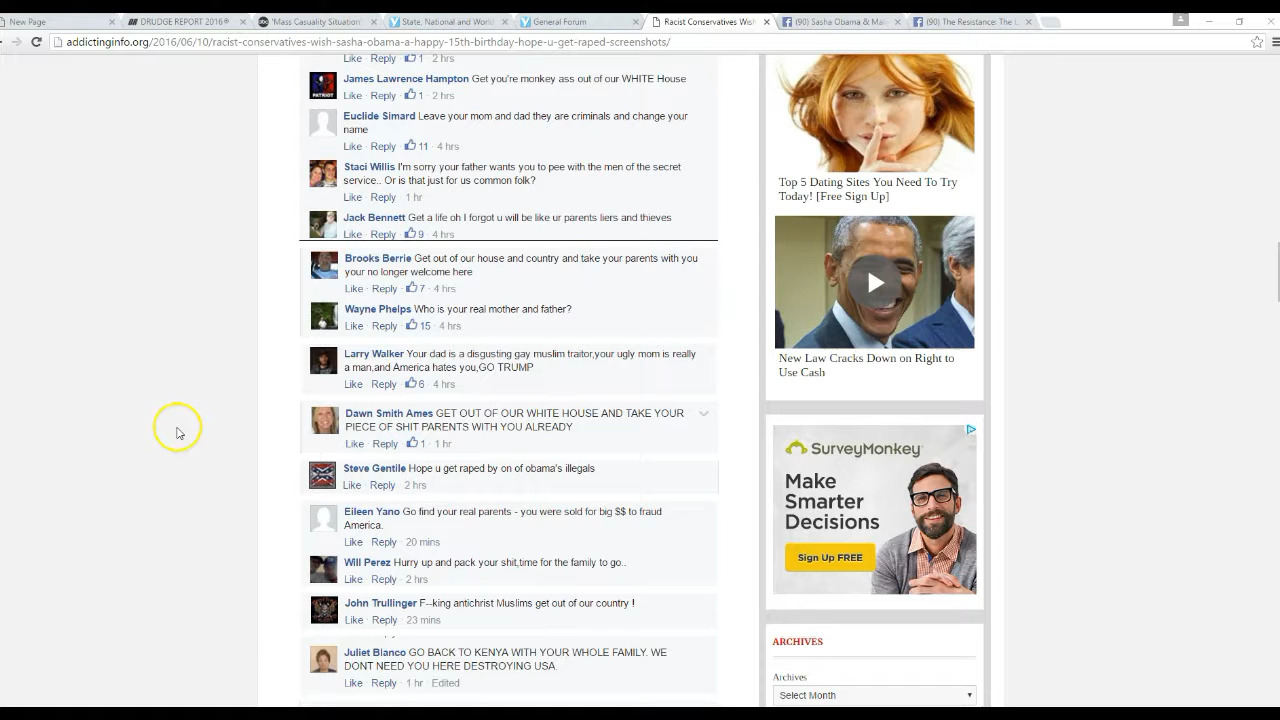 New Page
DRUDGE REPORT 2016®
'Mass Casuality Situation'
State, National and World
General Forum
Racist Conservatives Wish
(90) Sasha Obama & Mal
(90) The Resistance: The L
addictinginfo.org/2016/06/10/racist-conservatives-wish-sasha-obama-a-happy-15th-birthday-hope-u-get-raped-screenshots/
Like · Reply · 1 · 2 hrs
James Lawrence Hampton Get you're monkey ass out of our WHITE House
Like · Reply · 1 · 2 hrs
Euclide Simard Leave your mom and dad they are criminals and change your
name
Like · Reply · 11 · 4 hrs
Staci Willis I'm sorry your father wants you to pee with the men of the secret
service.. Or is that just for us common folk?
Like · Reply · 1 hr
Jack Bennett Get a life oh I forgot u will be like ur parents liers and thieves
Like · Reply · 9 · 4 hrs
Brooks Berrie Get out of our house and country and take your parents with you
your no longer welcome here
Like · Reply · 7 · 4 hrs
Wayne Phelps Who is your real mother and father?
Like · Reply · 15 · 4 hrs
Larry Walker Your dad is a disgusting gay muslim traitor,your ugly mom is really
a man,and America hates you,GO TRUMP
Like · Reply · 6 · 4 hrs
Dawn Smith Ames GET OUT OF OUR WHITE HOUSE AND TAKE YOUR
PIECE OF SHIT PARENTS WITH YOU ALREADY
Like · Reply · 1 · 1 hr
Steve Gentile Hope u get raped by on of obama's illegals
Like · Reply · 2 hrs
Eileen Yano Go find your real parents - you were sold for big $$ to fraud
America.
Like · Reply · 20 mins
Will Perez Hurry up and pack your shit,time for the family to go..
Like · Reply · 2 hrs
John Trullinger F--king antichrist Muslims get out of our country !
Like · Reply · 23 mins
Juliet Blanco GO BACK TO KENYA WITH YOUR WHOLE FAMILY. WE
DONT NEED YOU HERE DESTROYING USA.
Like · Reply · 1 hr · Edited
PATRIOT
Top 5 Dating Sites You Need To Try
Today! [Free Sign Up]
New Law Cracks Down on Right to
Use Cash
SurveyMonkey
Make
Smarter
Decisions
Sign Up FREE
ARCHIVES
Archives
Select Month